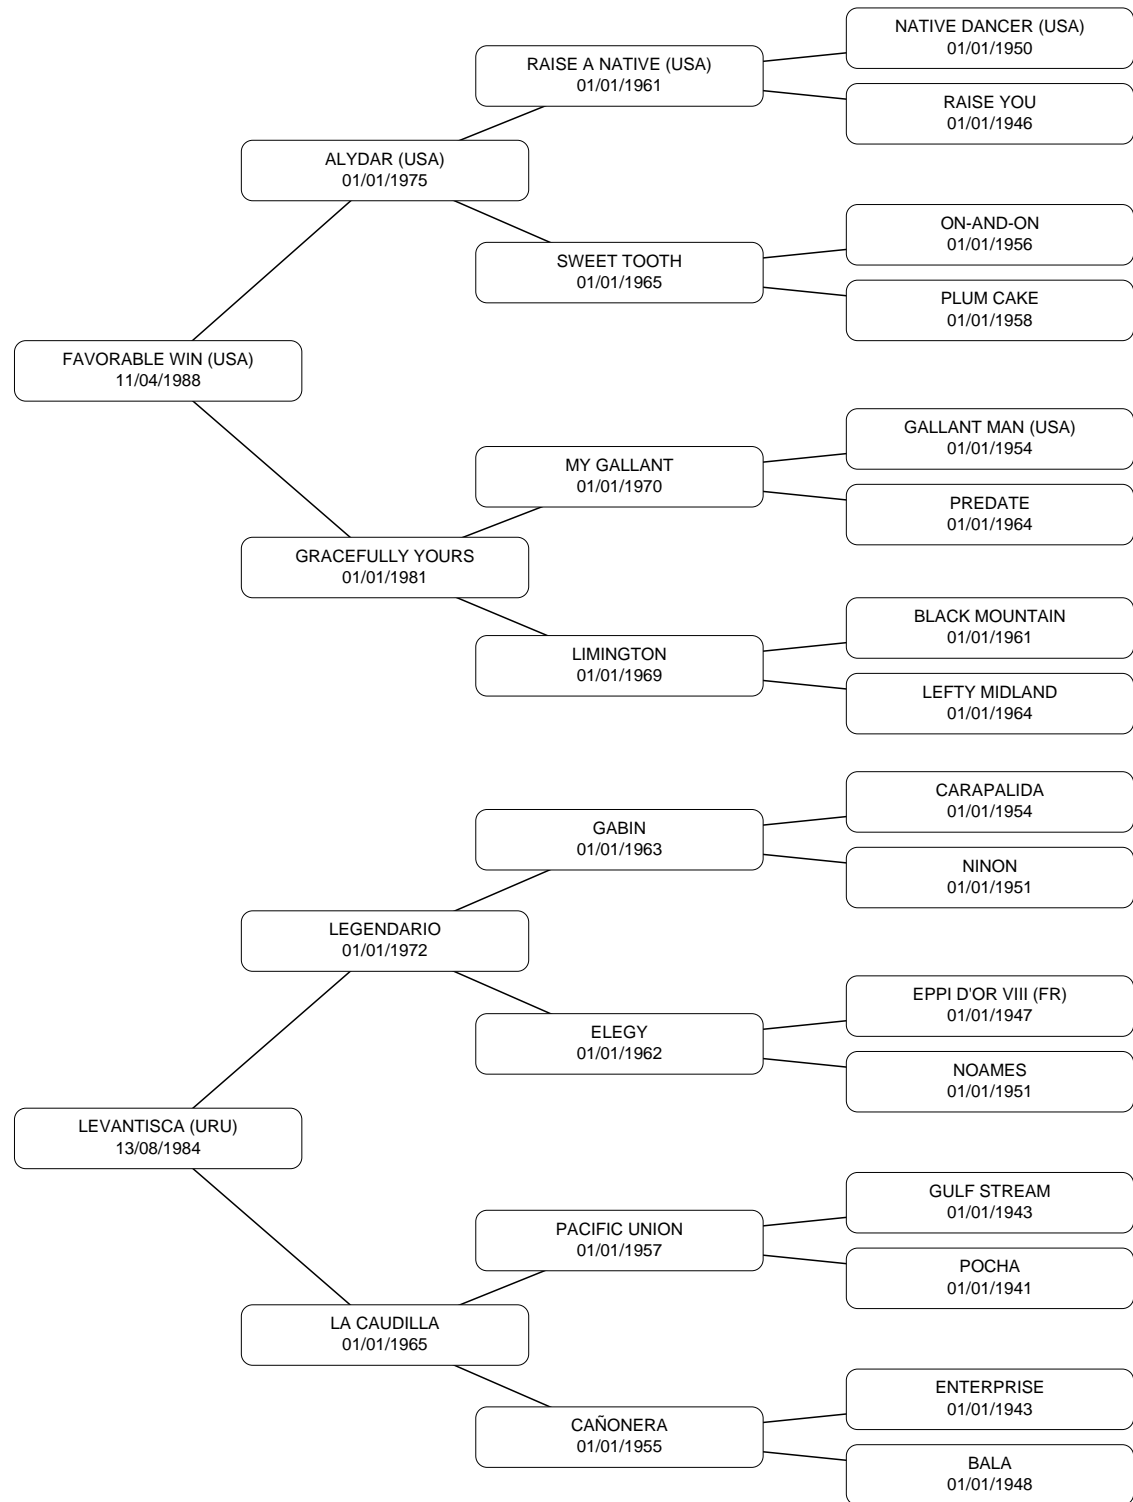 NATIVE DANCER (USA)
01/01/1950
RAISE A NATIVE (USA)
01/01/1961
RAISE YOU
01/01/1946
ALYDAR (USA)
01/01/1975
ON-AND-ON
01/01/1956
SWEET TOOTH
01/01/1965
PLUM CAKE
01/01/1958
FAVORABLE WIN (USA)
11/04/1988
GALLANT MAN (USA)
01/01/1954
MY GALLANT
01/01/1970
PREDATE
01/01/1964
GRACEFULLY YOURS
01/01/1981
BLACK MOUNTAIN
01/01/1961
LIMINGTON
01/01/1969
LEFTY MIDLAND
01/01/1964
CARAPALIDA
01/01/1954
GABIN
01/01/1963
NINON
01/01/1951
LEGENDARIO
01/01/1972
EPPI D'OR VIII (FR)
01/01/1947
ELEGY
01/01/1962
NOAMES
01/01/1951
LEVANTISCA (URU)
13/08/1984
GULF STREAM
01/01/1943
PACIFIC UNION
01/01/1957
POCHA
01/01/1941
LA CAUDILLA
01/01/1965
ENTERPRISE
01/01/1943
CAÑONERA
01/01/1955
BALA
01/01/1948